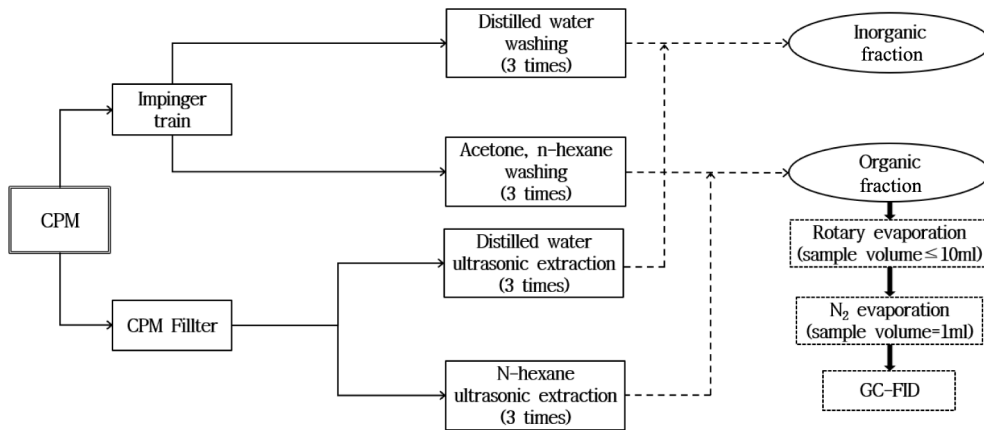 CPM
Impinger
train
CPM Fillter
Distilled water
washing
(3 times)
Acetone, n-hexane
washing
(3 times)
Distilled water
ultrasonic extraction
(3 times)
N-hexane
ultrasonic extraction
(3 times)
Inorganic
fraction
Organic
fraction
Rotary evaporation
(sample volume≤10ml)
N₂ evaporation
(sample volume=1ml)
GC-FID